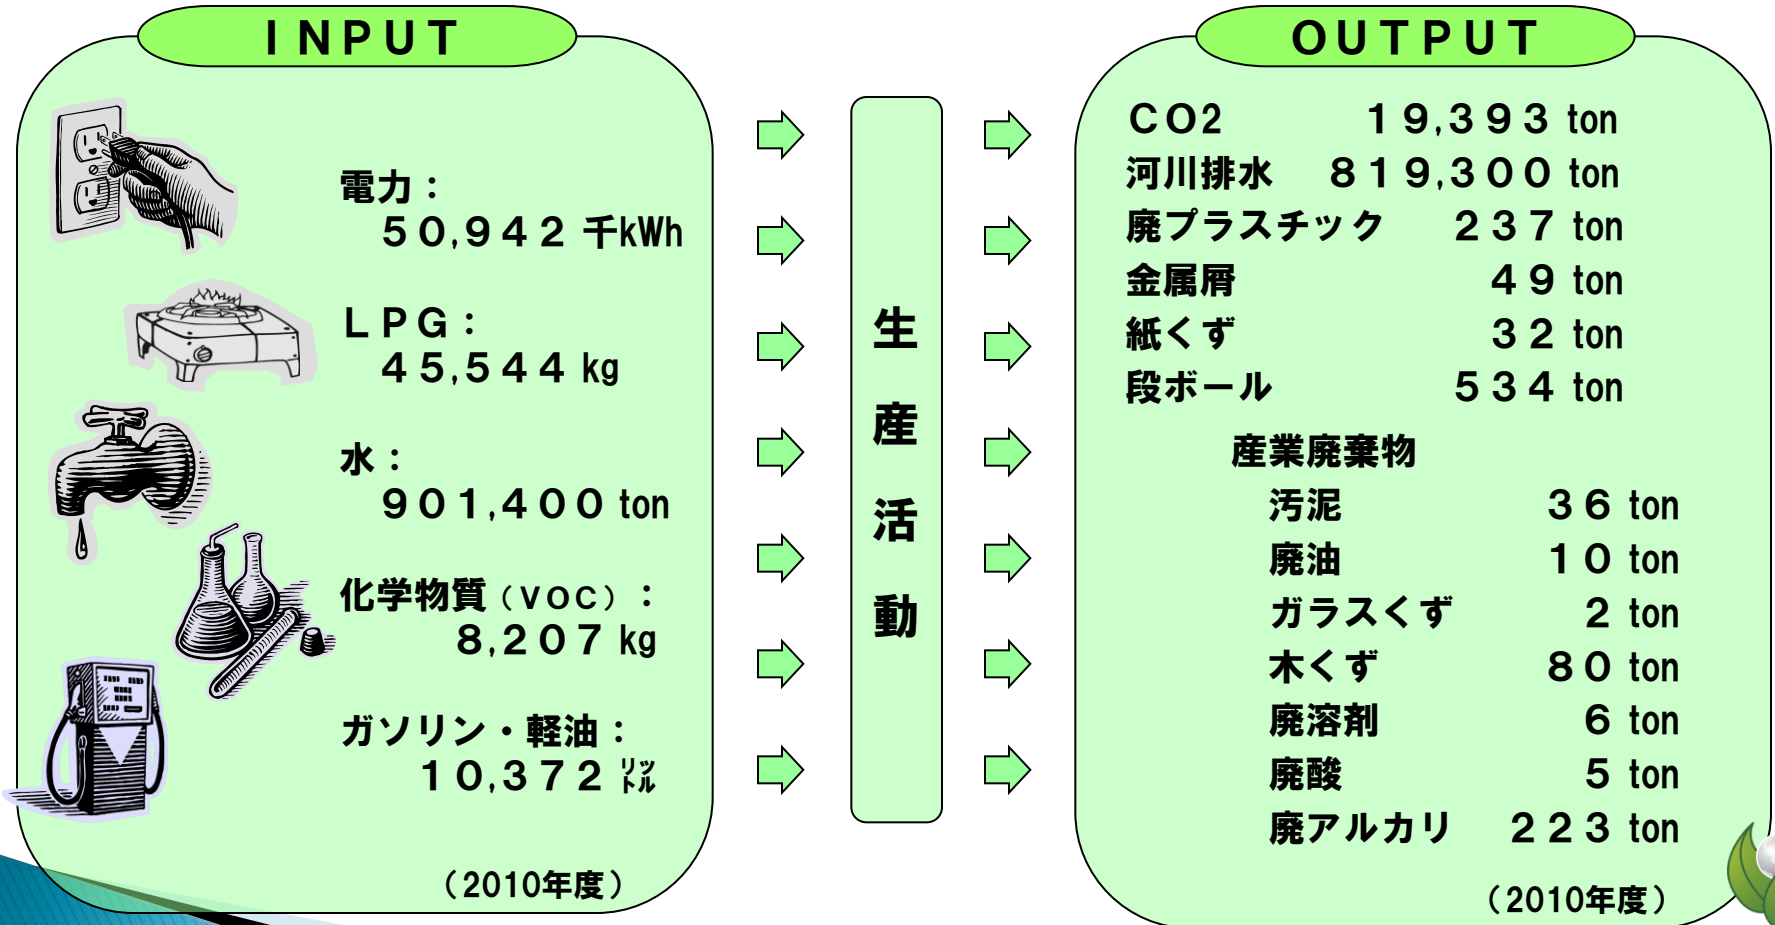 ＩＮＰＵＴ
電力：
５０,９４２ 千kWh
ＬＰＧ：
４５,５４４ kg
水：
９０１,４００ ton
化学物質（ＶＯＣ）：
８,２０７ kg
ガソリン・軽油：
１０,３７２ ㍑
（2010年度）
生
産
活
動
ＯＵＴＰＵＴ
ＣＯ2 １９,３９３ ton
河川排水 ８１９,３００ ton
廃プラスチック ２３７ ton
金属屑 ４９ ton
紙くず ３２ ton
段ボール ５３４ ton
産業廃棄物
汚泥 ３６ ton
廃油 １０ ton
ガラスくず ２ ton
木くず ８０ ton
廃溶剤 ６ ton
廃酸 ５ ton
廃アルカリ ２２３ ton
（2010年度）